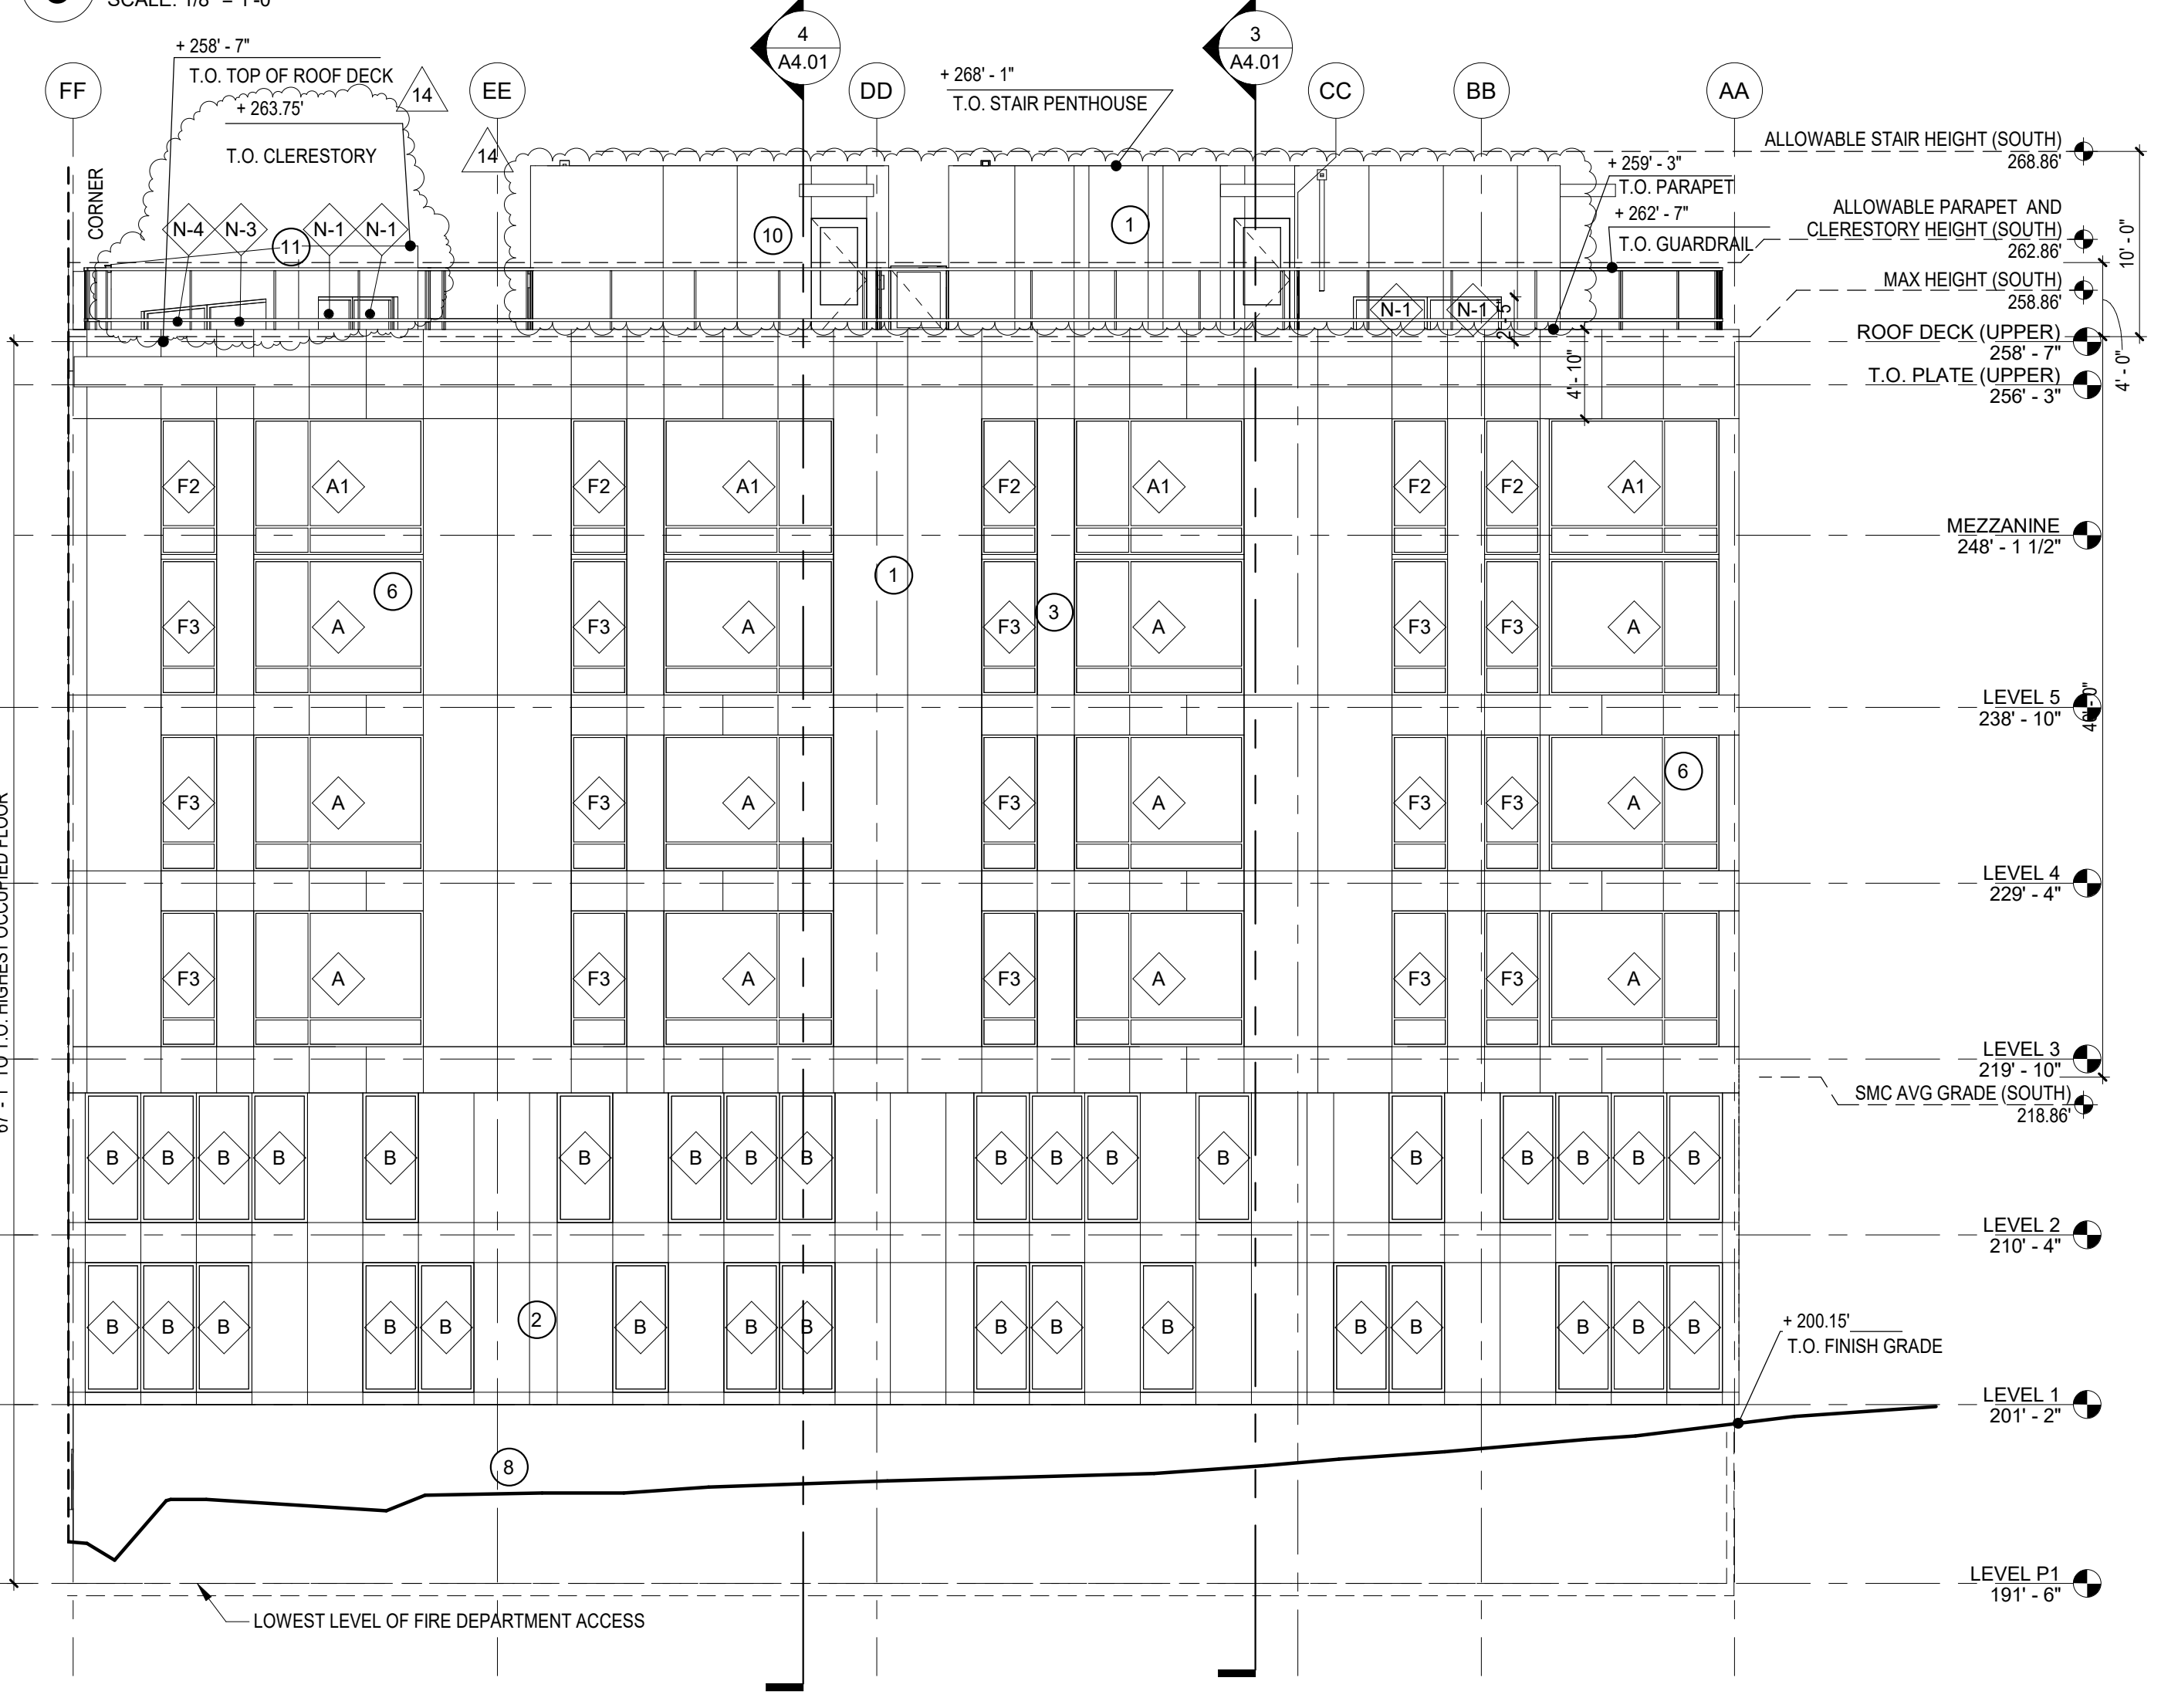 SCALE: 1/8" = 1'-0"
+ 258' - 7"
T.O. TOP OF ROOF DECK
+ 263.75'
T.O. CLERESTORY
14
14
4
A4.01
3
A4.01
+ 268' - 1"
T.O. STAIR PENTHOUSE
FF
EE
DD
CC
BB
AA
CORNER
ALLOWABLE STAIR HEIGHT (SOUTH)
268.86'
+ 259' - 3"
T.O. PARAPET
+ 262' - 7"
T.O. GUARDRAIL
ALLOWABLE PARAPET AND
CLERESTORY HEIGHT (SOUTH)
262.86'
MAX HEIGHT (SOUTH)
258.86'
10' - 0"
4' - 0"
N-4 N-3 11 N-1 N-1
10
1
N-1 N-1
2' - 5"
4' - 10"
ROOF DECK (UPPER)
258' - 7"
T.O. PLATE (UPPER)
256' - 3"
F2 A1 F2 A1 F2 A1 F2 F2 A1
MEZZANINE
248' - 1 1/2"
6
1
3
F3 A F3 A F3 A F3 F3 A
LEVEL 5
238' - 10"
6
F3 A F3 A F3 A F3 F3 A
LEVEL 4
229' - 4"
F3 A F3 A F3 A F3 F3 A
67' - 1" TO T.O. HIGHEST OCCUPIED FLOOR
LEVEL 3
219' - 10"
SMC AVG GRADE (SOUTH)
218.86'
B B B B B B B B B B B B B B B B B B
LEVEL 2
210' - 4"
B B B B B 2 B B B B B B B B B B B
+ 200.15'
T.O. FINISH GRADE
LEVEL 1
201' - 2"
8
LEVEL P1
191' - 6"
LOWEST LEVEL OF FIRE DEPARTMENT ACCESS